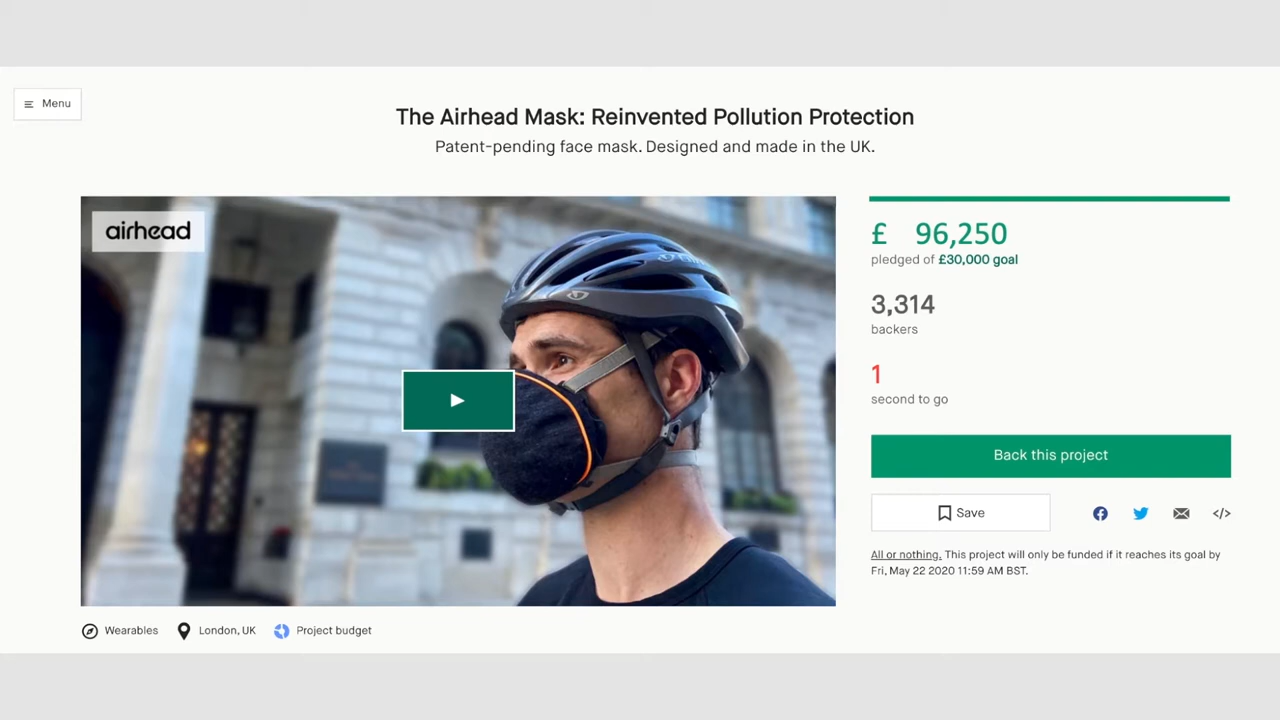 Menu
The Airhead Mask: Reinvented Pollution Protection
Patent-pending face mask. Designed and made in the UK.
airhead
£ 96,250
pledged of £30,000 goal
3,314
backers
1
second to go
Back this project
Save
</>
All or nothing. This project will only be funded if it reaches its goal by
Fri, May 22 2020 11:59 AM BST.
Wearables
London, UK
Project budget